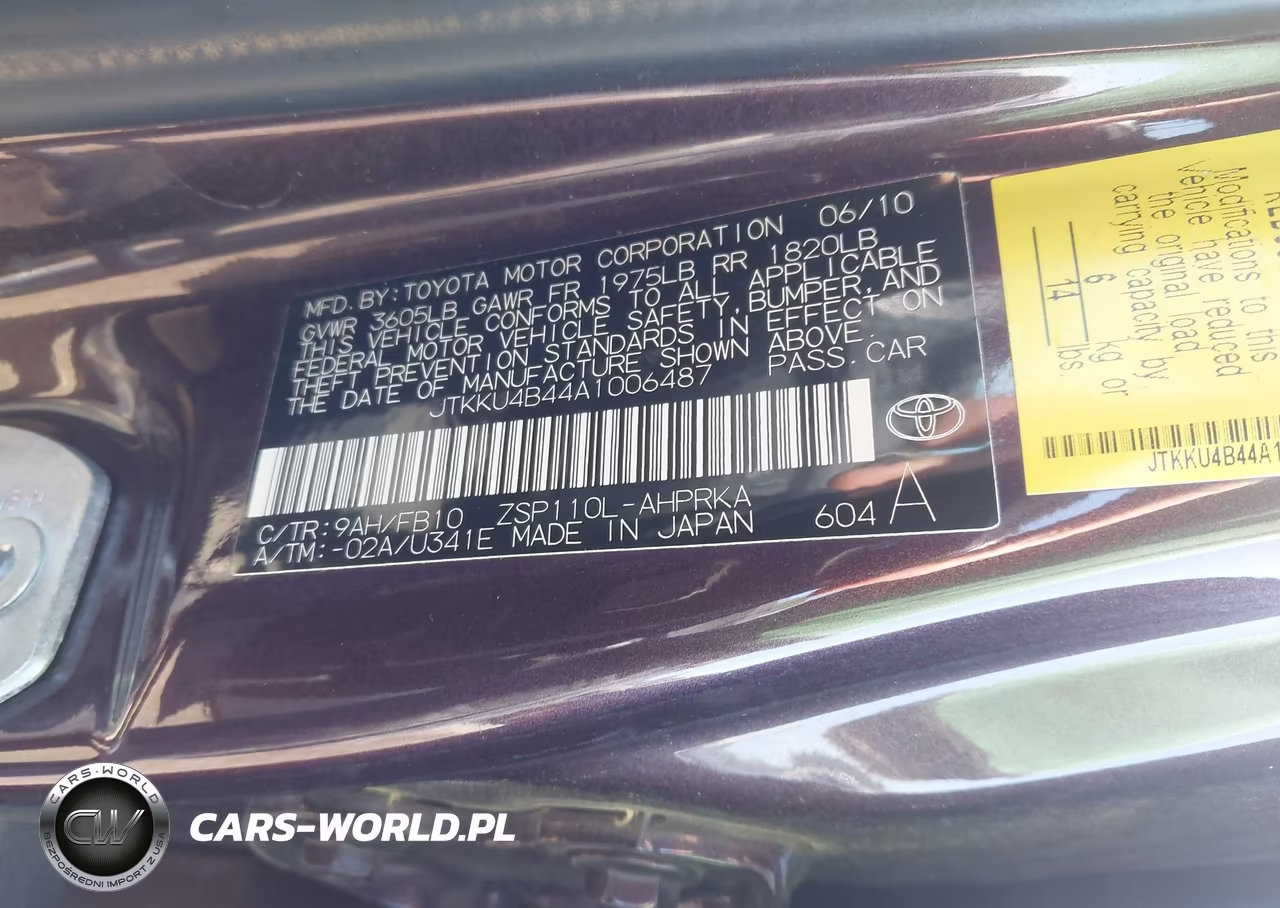 MFD. BY: TOYOTA MOTOR CORPORATION 06/10
GVWR 3605LB GAWR FR 1975LB RR 1820LB
THIS VEHICLE CONFORMS TO ALL APPLICABLE
FEDERAL MOTOR VEHICLE SAFETY, BUMPER, AND
THEFT PREVENTION STANDARDS IN EFFECT ON
THE DATE OF MANUFACTURE SHOWN ABOVE.
JTKKU4B44A1006487 PASS. CAR
C/TR: 9AH/FB10 ZSP110L-AHPRKA
A/TM: -02A/U341E MADE IN JAPAN 604 A
Modifications to this
vehicle have reduced
the original load
carrying capacity by
6 kg or
14 lbs.
JTKKU4B44A1
CARS-WORLD
CW
BEZPOŚREDNI IMPORT Z USA
CARS-WORLD.PL